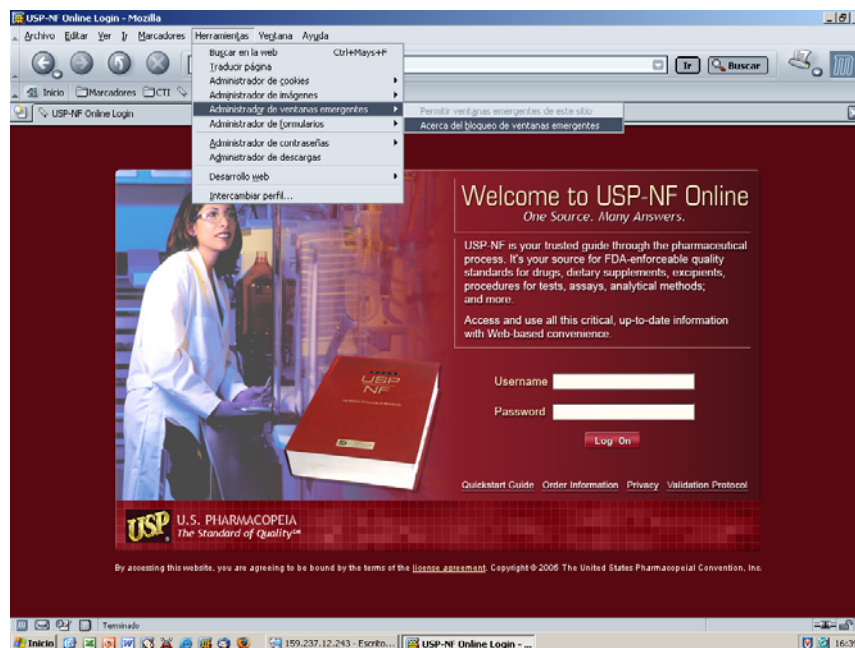 USP-NF Online Login - Mozilla
Archivo Editar Ver Ir Marcadores Herramientas Ventana Ayuda
Buscar en la web Ctrl+Mayús+F
Traducir página
Administrador de cookies
Administrador de imágenes
Administrador de ventanas emergentes
Administrador de formularios
Administrador de contraseñas
Administrador de descargas
Desarrollo web
Intercambiar perfil...
Permitir ventanas emergentes de este sitio
Acerca del bloqueo de ventanas emergentes
Ir Buscar
Inicio Marcadores CTI
USP-NF Online Login
Welcome to USP-NF Online
One Source. Many Answers.
USP-NF is your trusted guide through the pharmaceutical
process. It's your source for FDA-enforceable quality
standards for drugs, dietary supplements, excipients,
procedures for tests, assays, analytical methods;
and more.
Access and use all this critical, up-to-date information
with Web-based convenience.
USP
NF
Username
Password
Log On
Quickstart Guide Order Information Privacy Validation Protocol
USP U.S. PHARMACOPEIA
The Standard of Quality℠
By accessing this website, you are agreeing to be bound by the terms of the license agreement. Copyright © 2006 The United States Pharmacopeial Convention, Inc.
Terminado
Inicio 159.237.12.243 - Escrito... USP-NF Online Login - ...